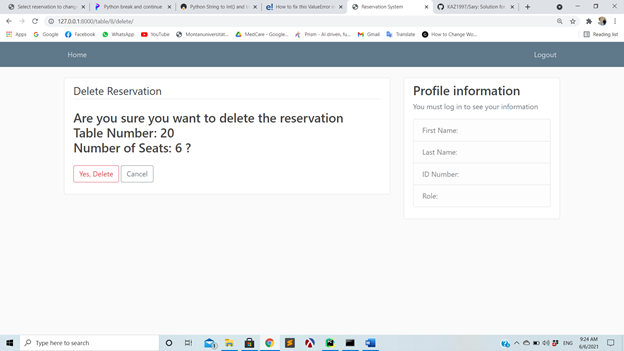 Select reservation to chang
Python break and continue
Python String to Int() and In
How to fix this ValueError in
Reservation System
KAZ1997/Sary: Solution fo
127.0.0.1:8000/table/8/delete/
Apps Google Facebook WhatsApp YouTube Montanuniversität... MedCare - Google... Prism - AI driven, fu... Gmail Translate How to Change Wo... Reading list
Home Logout
Delete Reservation
Are you sure you want to delete the reservation
Table Number: 20
Number of Seats: 6 ?
Yes, Delete Cancel
Profile information
You must log in to see your information
First Name:
Last Name:
ID Number:
Role:
Type here to search
ENG
9:24 AM
6/6/2021